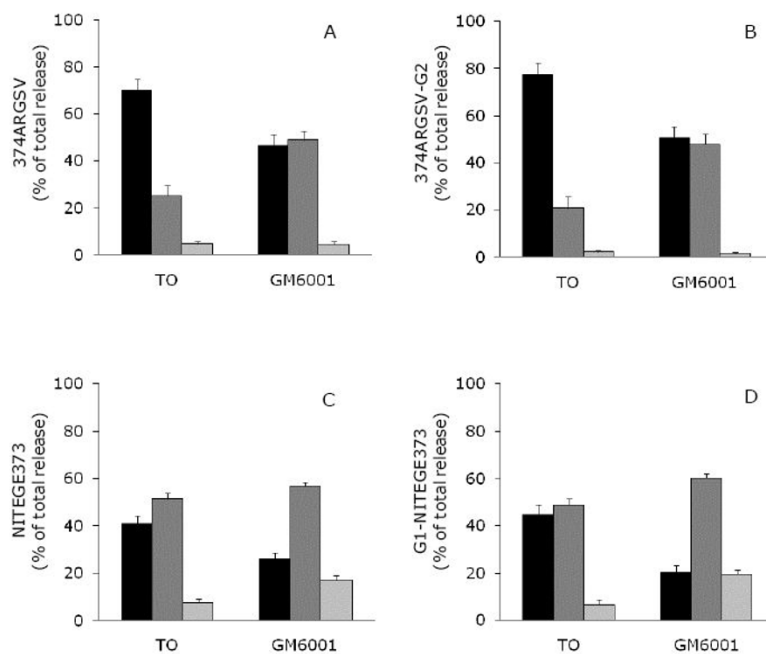 A
374ARGSV
(% of total release)
100
80
60
40
20
0
TO
GM6001
B
374ARGSV-G2
(% of total release)
100
80
60
40
20
0
TO
GM6001
C
NITEGE373
(% of total release)
100
80
60
40
20
0
TO
GM6001
D
G1-NITEGE373
(% of total release)
100
80
60
40
20
0
TO
GM6001